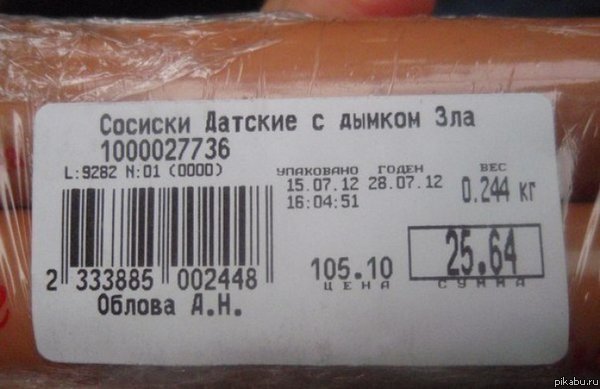 Сосиски Датские с дымком Зла
1000027736
L:9282 N:01 (0000)
УПАКОВАНО ГОДЕН ВЕС
15.07.12 28.07.12 0.244 кг
16:04:51
105.10 25.64
ЦЕНА СУММА
2 333885 002448
Облова А.Н.
pikabu.ru